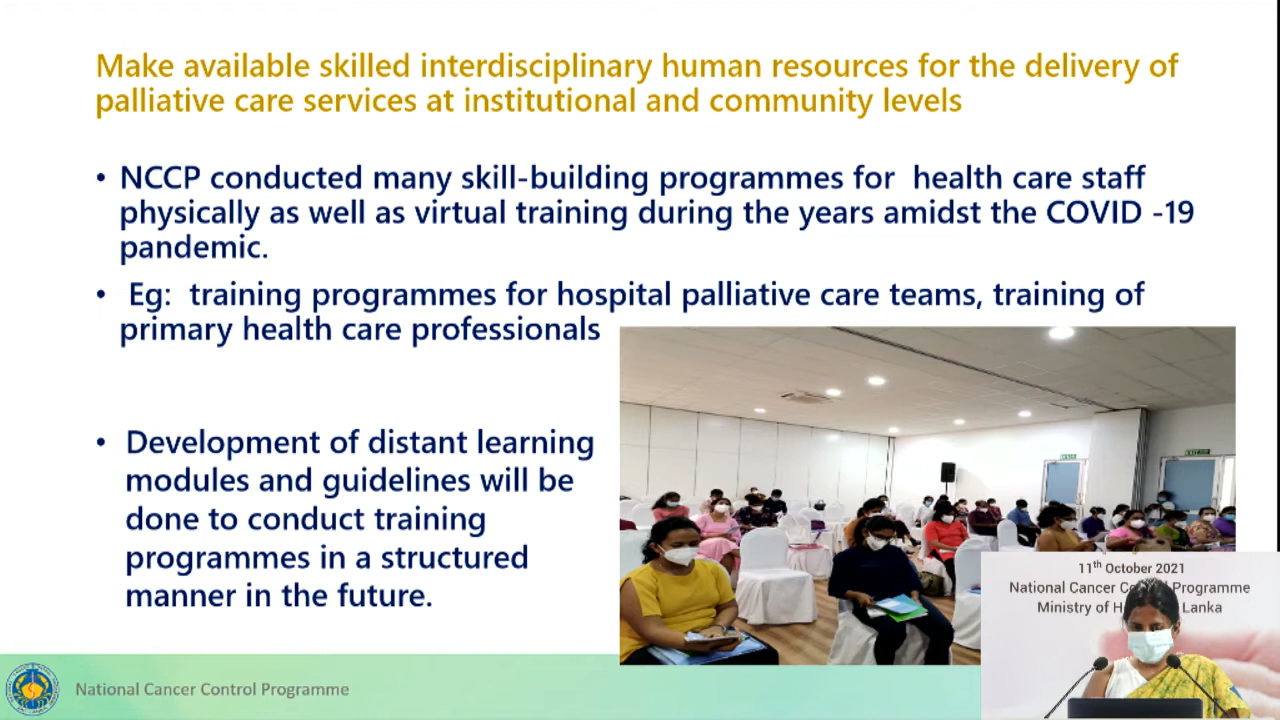 Make available skilled interdisciplinary human resources for the delivery of
palliative care services at institutional and community levels
• NCCP conducted many skill-building programmes for health care staff
physically as well as virtual training during the years amidst the COVID -19
pandemic.
• Eg: training programmes for hospital palliative care teams, training of
primary health care professionals
• Development of distant learning
modules and guidelines will be
done to conduct training
programmes in a structured
manner in the future.
11th October 2021
National Cancer Programme
Ministry of Lanka
National Cancer Control Programme